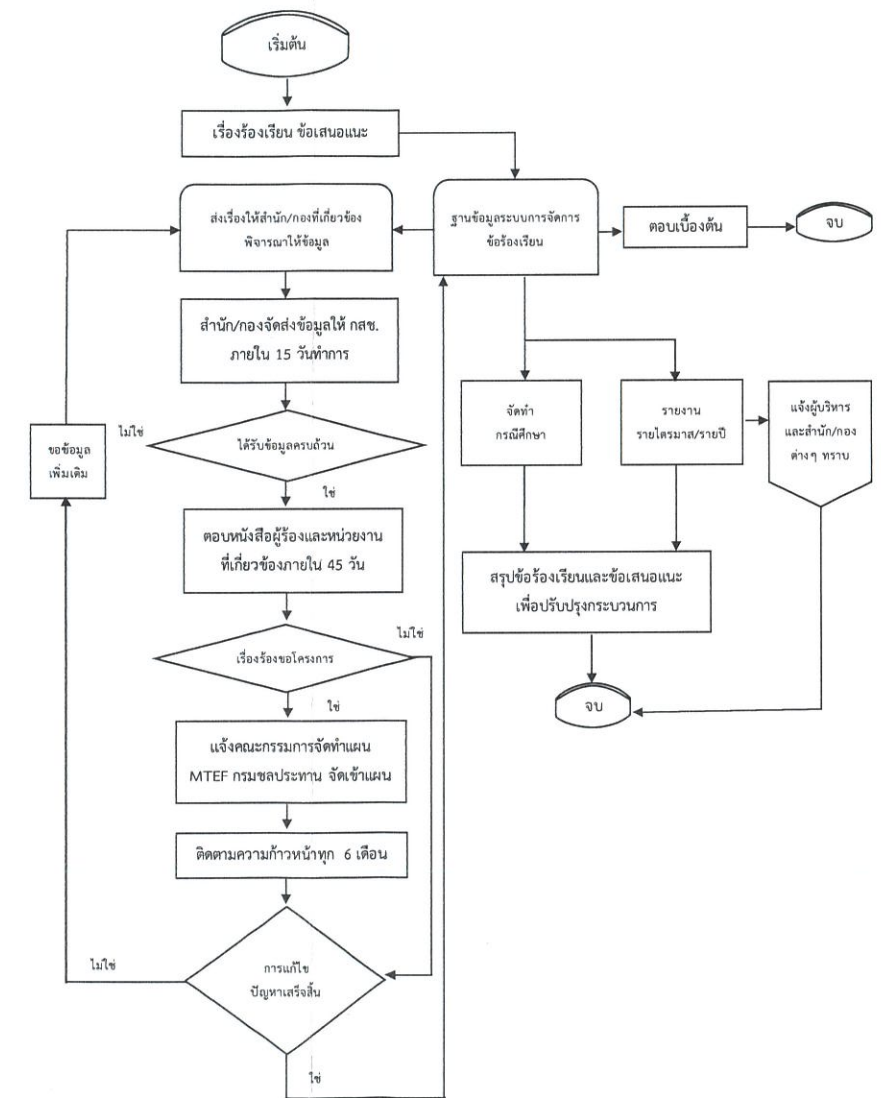 เริ่มต้น
เรื่องร้องเรียน ข้อเสนอแนะ
ส่งเรื่องให้สำนัก/กองที่เกี่ยวข้อง
พิจารณาให้ข้อมูล
ฐานข้อมูลระบบการจัดการ
ข้อร้องเรียน
ตอบเบื้องต้น
จบ
สำนัก/กองจัดส่งข้อมูลให้ กสช.
ภายใน 15 วันทำการ
จัดทำ
กรณีศึกษา
รายงาน
รายไตรมาส/รายปี
แจ้งผู้บริหาร
และสำนัก/กอง
ต่างๆ ทราบ
ไม่ใช่
ได้รับข้อมูลครบถ้วน
ขอข้อมูล
เพิ่มเติม
ใช่
ตอบหนังสือผู้ร้องและหน่วยงาน
ที่เกี่ยวข้องภายใน 45 วัน
สรุปข้อร้องเรียนและข้อเสนอแนะ
เพื่อปรับปรุงกระบวนการ
ไม่ใช่
เรื่องร้องขอโครงการ
ใช่
จบ
แจ้งคณะกรรมการจัดทำแผน
MTEF กรมชลประทาน จัดเข้าแผน
ติดตามความก้าวหน้าทุก 6 เดือน
ไม่ใช่
การแก้ไข
ปัญหาเสร็จสิ้น
ใช่